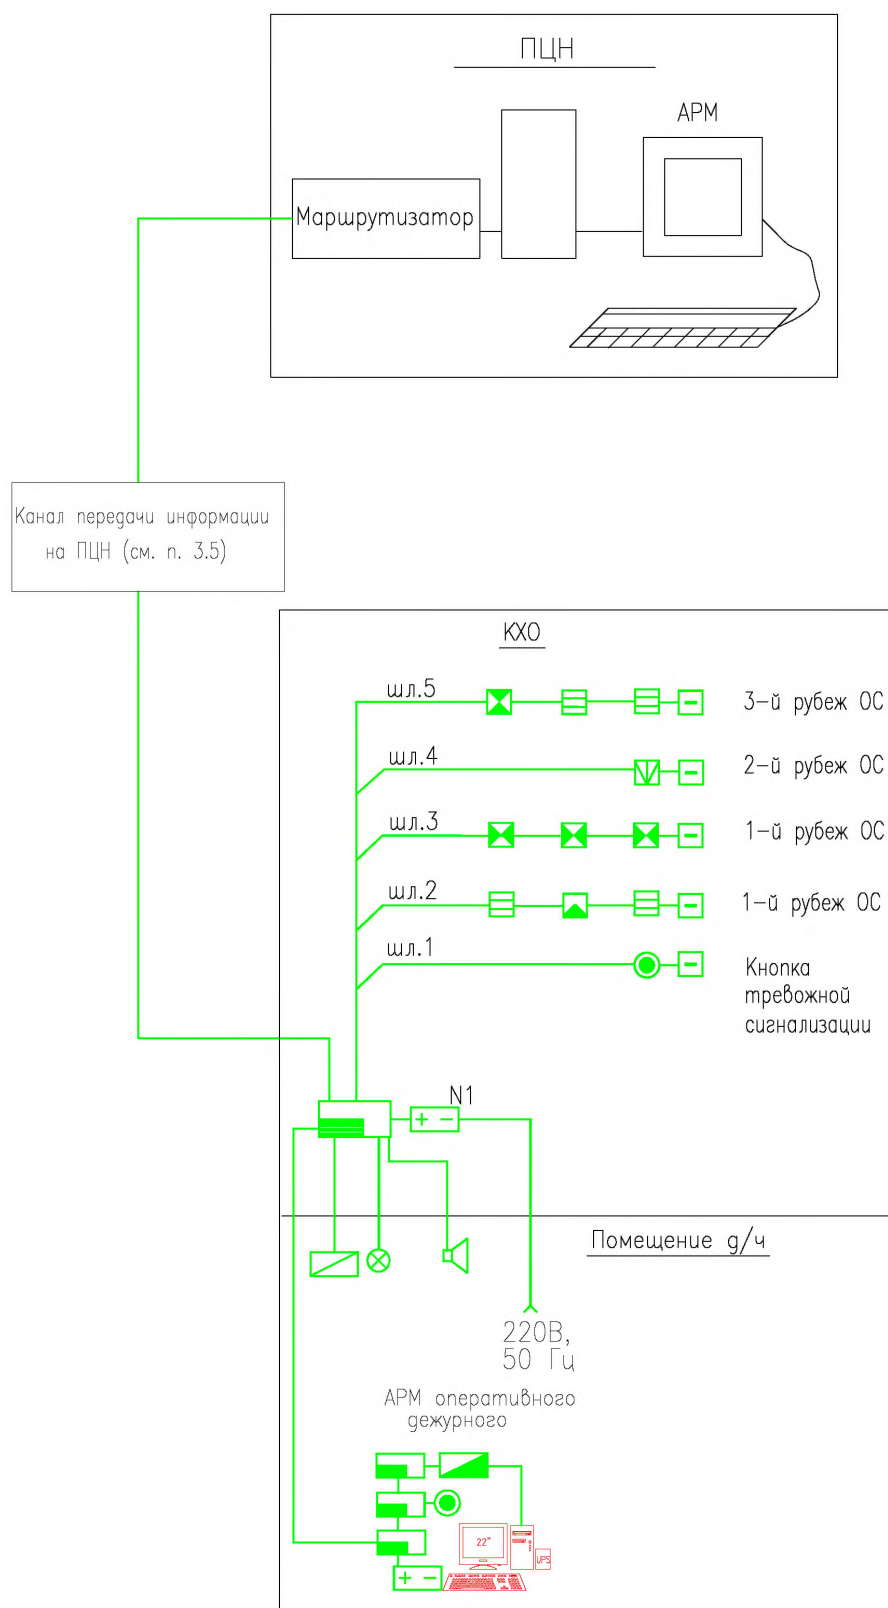 ПЦН
АРМ
Маршрутизатор
Канал передачи информации
на ПЦН (см. п. 3.5)
КХО
шл.5
3-й рубеж ОС
шл.4
2-й рубеж ОС
шл.3
1-й рубеж ОС
шл.2
1-й рубеж ОС
шл.1
Кнопка
тревожной
сигнализации
N1
+ -
Помещение д/ч
220В,
50 Гц
АРМ оперативного
дежурного
22"
UPS
+ -